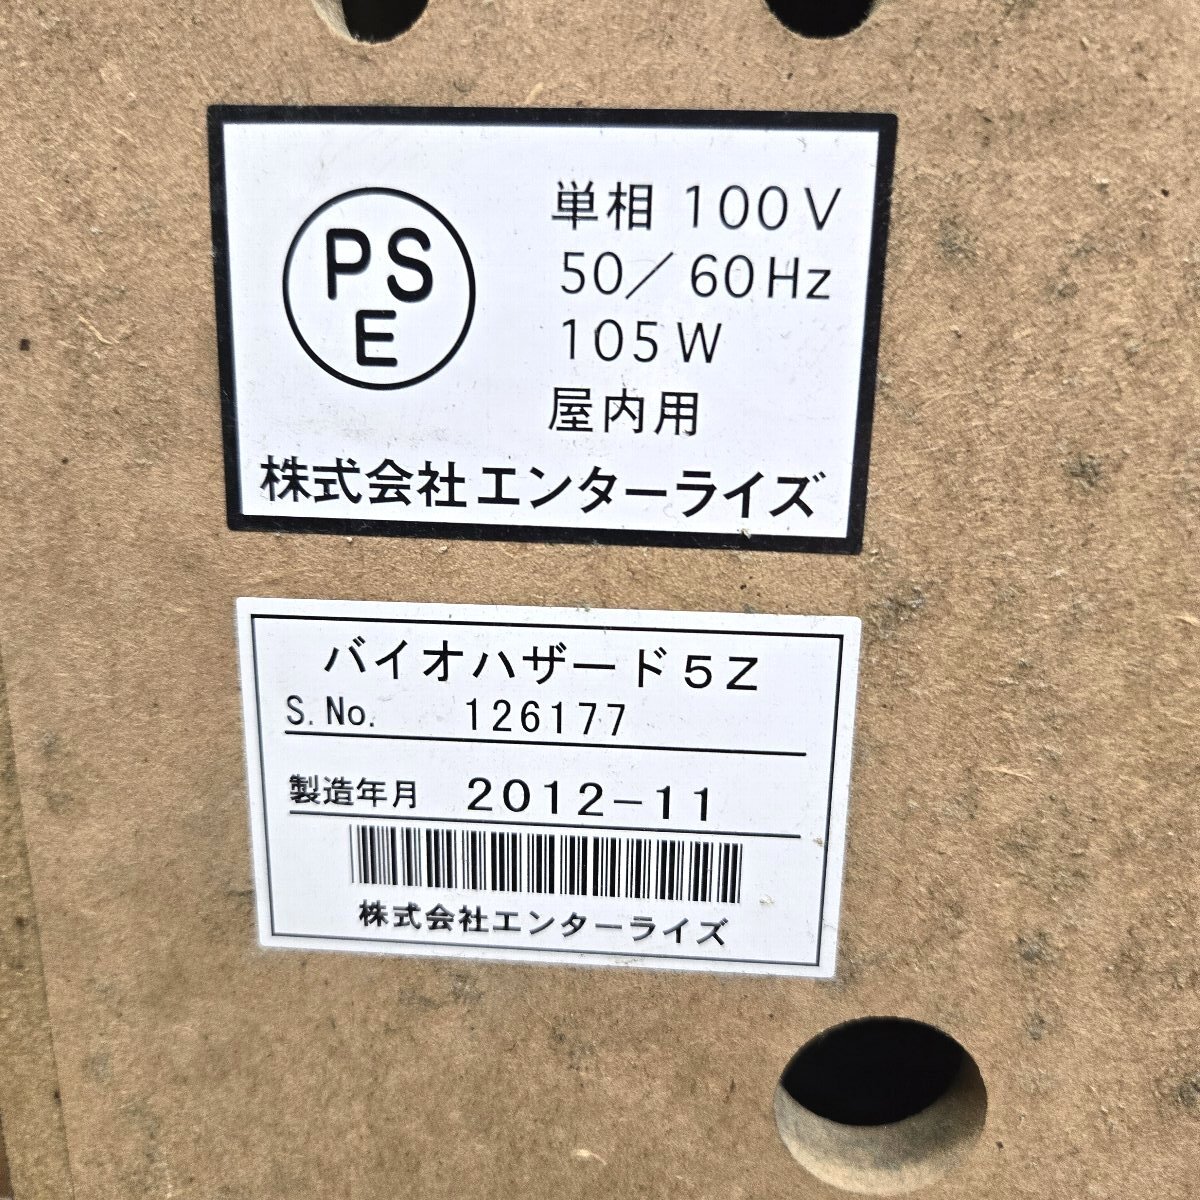 PS
E
単相 100V
50／60Hz
105W
屋内用
株式会社エンターライズ
バイオハザード5Z
S.No. 126177
製造年月 2012-11
株式会社エンターライズ